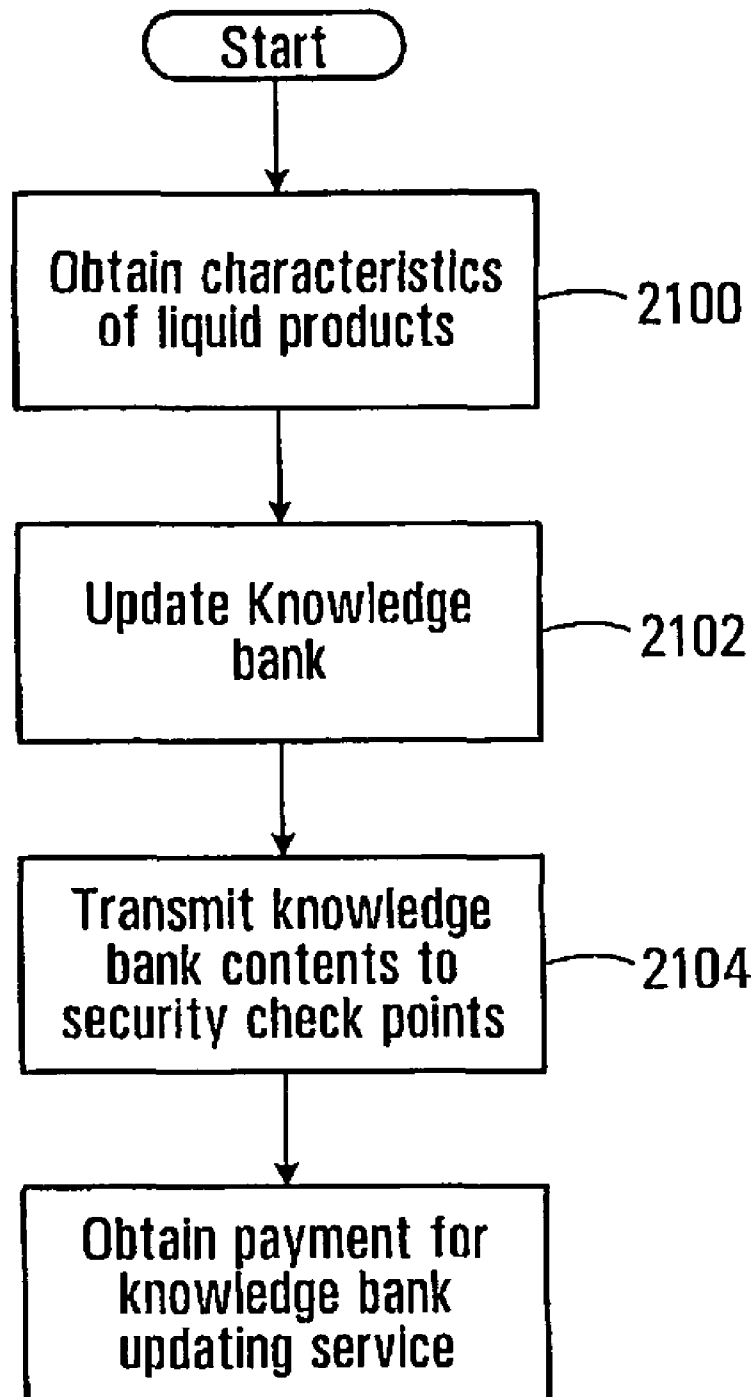 Start
Obtain characteristics
of liquid products
2100
Update Knowledge
bank
2102
Transmit knowledge
bank contents to
security check points
2104
Obtain payment for
knowledge bank
updating service